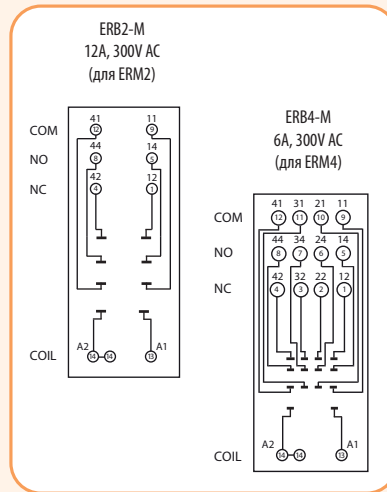 ERB2-M
12A, 300V AC
(для ERM2)
41 11
COM 12 9
44 14
NO 8 5
42 12
NC 4 1
A2 A1
COIL 14 14 13
ERB4-M
6A, 300V AC
(для ERM4)
41 31 21 11
COM 12 11 10 9
44 34 24 14
NO 8 7 6 5
42 32 22 12
NC 4 3 2 1
A2 A1
COIL 14 14 13